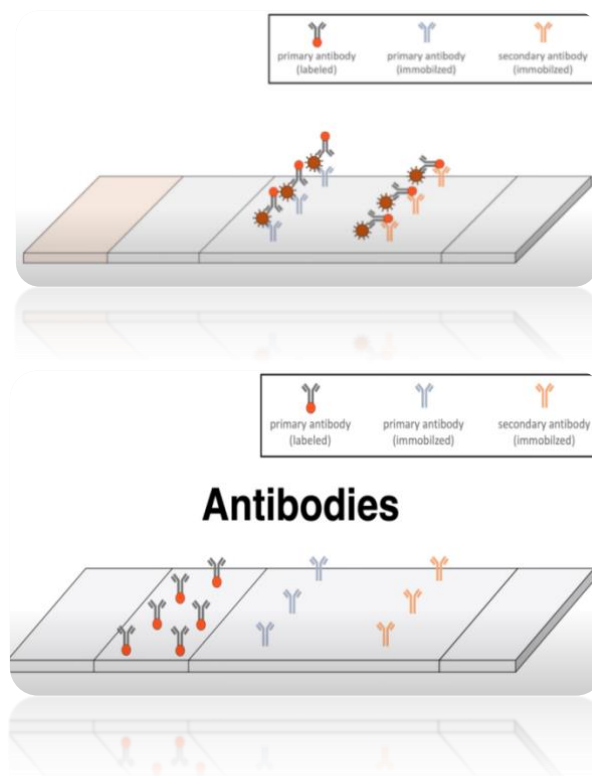 primary antibody primary antibody secondary antibody
(labeled) (immobilzed) (immobilzed)
primary antibody primary antibody secondary antibody
(labeled) (immobilzed) (immobilzed)
Antibodies